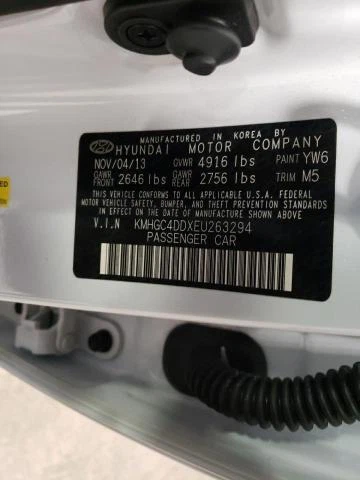 MANUFACTURED IN KOREA BY
HYUNDAI MOTOR COMPANY
NOV/04/13 GVWR 4916 lbs PAINT YW6
GAWR FRONT 2646 lbs GAWR REAR 2756 lbs TRIM M5
THIS VEHICLE CONFORMS TO ALL APPLICABLE U.S.A. FEDERAL
MOTOR VEHICLE SAFETY, BUMPER, AND THEFT PREVENTION STANDARDS
IN EFFECT ON THE DATE OF MANUFACTURE SHOWN ABOVE.
V.I.N KMHGC4DDXEU263294
PASSENGER CAR